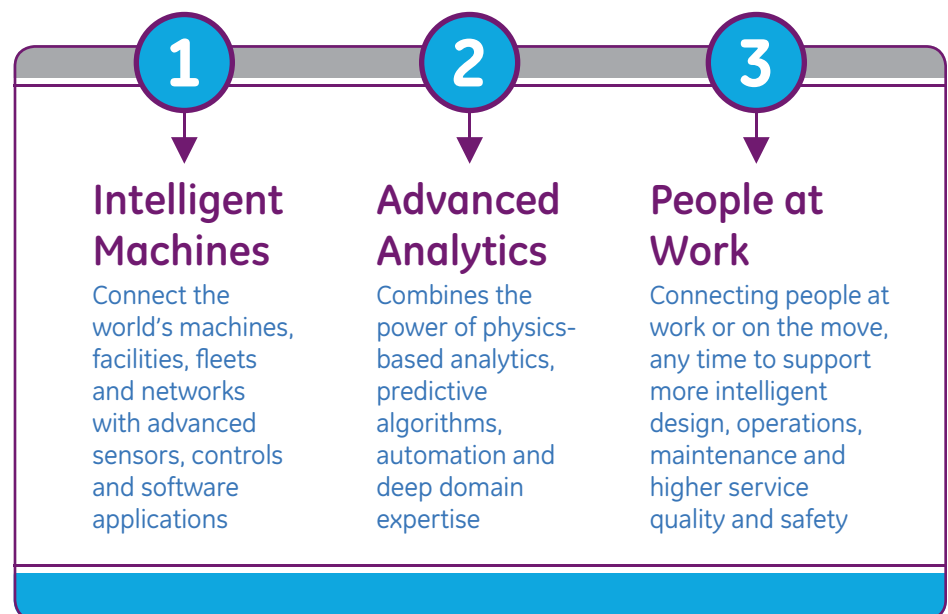 1
2
3
Intelligent
Machines
Connect the
world's machines,
facilities, fleets
and networks
with advanced
sensors, controls
and software
applications
Advanced
Analytics
Combines the
power of physics-
based analytics,
predictive
algorithms,
automation and
deep domain
expertise
People at
Work
Connecting people at
work or on the move,
any time to support
more intelligent
design, operations,
maintenance and
higher service
quality and safety